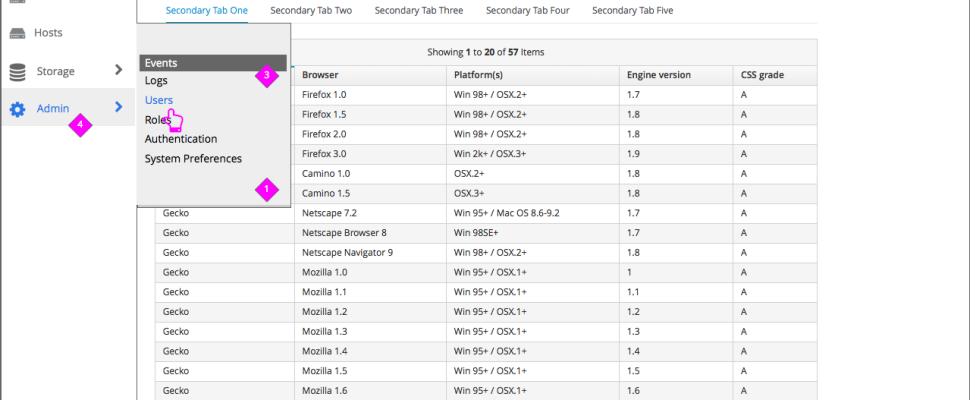 Secondary Tab One Secondary Tab Two Secondary Tab Three Secondary Tab Four Secondary Tab Five
Hosts
Storage
Admin
4
Events
3
Logs
Users
Roles
Authentication
System Preferences
1
Showing 1 to 20 of 57 Items
Browser Platform(s) Engine version CSS grade
Firefox 1.0 Win 98+ / OSX.2+ 1.7 A
Firefox 1.5 Win 98+ / OSX.2+ 1.8 A
Firefox 2.0 Win 98+ / OSX.2+ 1.8 A
Firefox 3.0 Win 2k+ / OSX.3+ 1.9 A
Camino 1.0 OSX.2+ 1.8 A
Camino 1.5 OSX.3+ 1.8 A
Gecko Netscape 7.2 Win 95+ / Mac OS 8.6-9.2 1.7 A
Gecko Netscape Browser 8 Win 98SE+ 1.7 A
Gecko Netscape Navigator 9 Win 98+ / OSX.2+ 1.8 A
Gecko Mozilla 1.0 Win 95+ / OSX.1+ 1 A
Gecko Mozilla 1.1 Win 95+ / OSX.1+ 1.1 A
Gecko Mozilla 1.2 Win 95+ / OSX.1+ 1.2 A
Gecko Mozilla 1.3 Win 95+ / OSX.1+ 1.3 A
Gecko Mozilla 1.4 Win 95+ / OSX.1+ 1.4 A
Gecko Mozilla 1.5 Win 95+ / OSX.1+ 1.5 A
Gecko Mozilla 1.6 Win 95+ / OSX.1+ 1.6 A